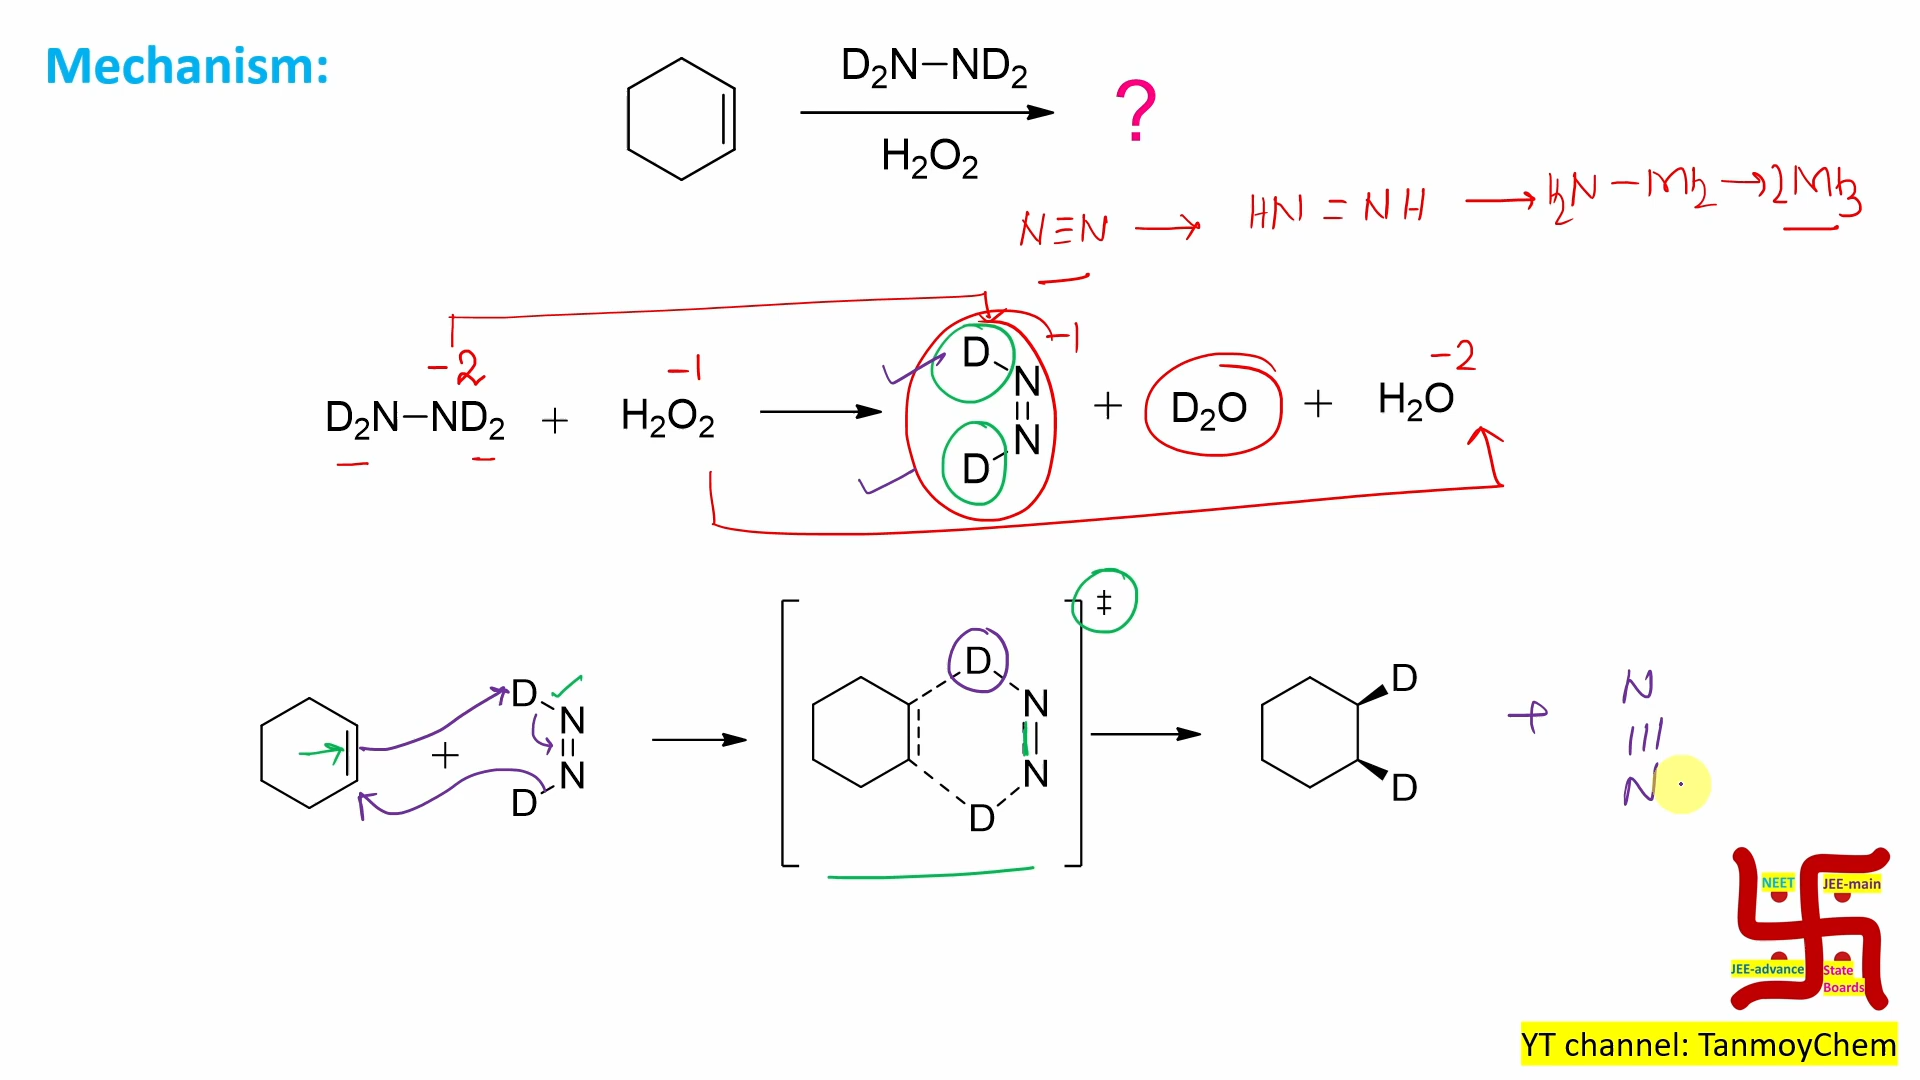 Mechanism:
D₂N–ND₂
H₂O₂
?
N≡N → HN=NH → H₂N–NH₂ → 2NH₃
-2 -1 -1 -2
D₂N–ND₂ + H₂O₂ → D N=N D + D₂O + H₂O
‡
+ D N=N D → [ D N=N D ] → D D + N≡N
NEET JEE-main
JEE-advance State Boards
YT channel: TanmoyChem